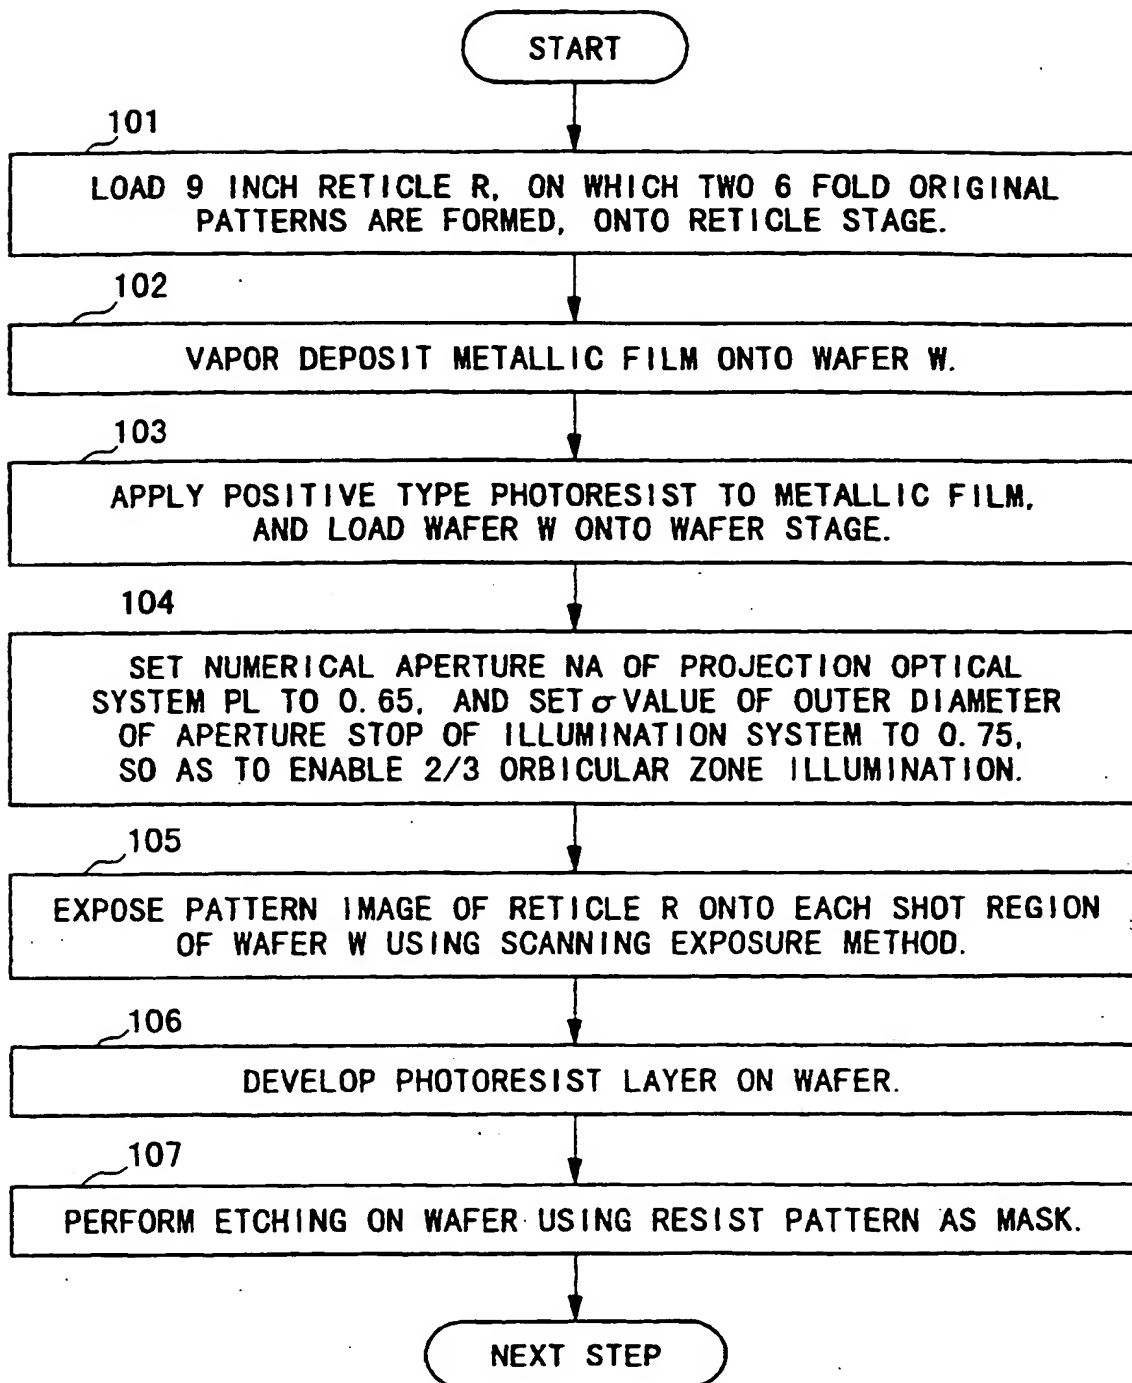 START
101
LOAD 9 INCH RETICLE R, ON WHICH TWO 6 FOLD ORIGINAL
PATTERNS ARE FORMED, ONTO RETICLE STAGE.
102
VAPOR DEPOSIT METALLIC FILM ONTO WAFER W.
103
APPLY POSITIVE TYPE PHOTORESIST TO METALLIC FILM,
AND LOAD WAFER W ONTO WAFER STAGE.
104
SET NUMERICAL APERTURE NA OF PROJECTION OPTICAL
SYSTEM PL TO 0.65, AND SET σ VALUE OF OUTER DIAMETER
OF APERTURE STOP OF ILLUMINATION SYSTEM TO 0.75,
SO AS TO ENABLE 2/3 ORBICULAR ZONE ILLUMINATION.
105
EXPOSE PATTERN IMAGE OF RETICLE R ONTO EACH SHOT REGION
OF WAFER W USING SCANNING EXPOSURE METHOD.
106
DEVELOP PHOTORESIST LAYER ON WAFER.
107
PERFORM ETCHING ON WAFER USING RESIST PATTERN AS MASK.
NEXT STEP